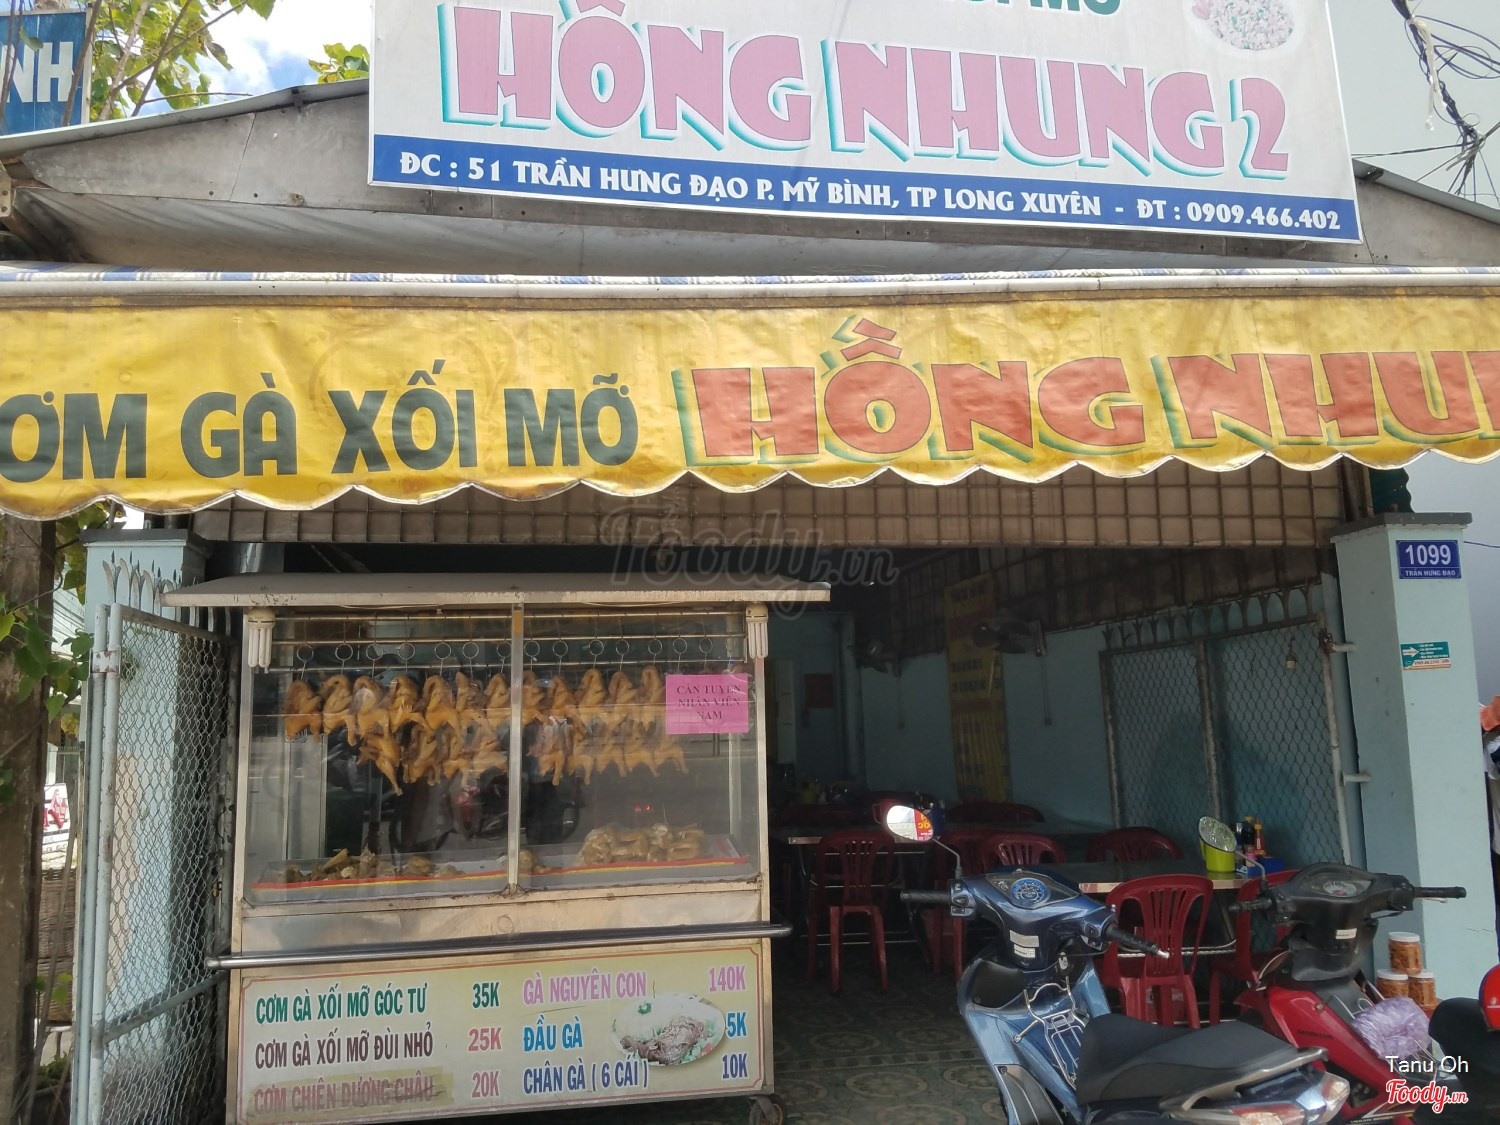 NH
HỒNG NHUNG 2
ĐC : 51 TRẦN HƯNG ĐẠO P. MỸ BÌNH, TP LONG XUYÊN - ĐT : 0909.466.402
ƠM GÀ XỐI MỠ HỒNG NHU
1099
TRẦN HƯNG ĐẠO
CẦN TUYỂN
NHÂN VIÊN
NAM
CƠM GÀ XỐI MỠ GÓC TƯ 35K
CƠM GÀ XỐI MỠ ĐÙI NHỎ 25K
CƠM CHIÊN DƯƠNG CHÂU 20K
GÀ NGUYÊN CON 140K
ĐẦU GÀ 5K
CHÂN GÀ ( 6 CÁI ) 10K
Foody.vn
Tanu Oh
Foody.vn